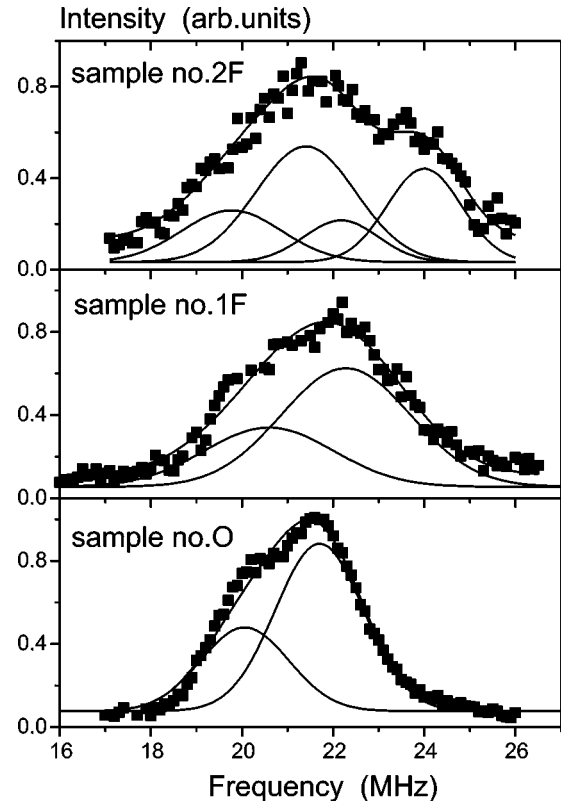 Intensity (arb.units)
sample no.2F
0.8
0.4
0.0
sample no.1F
0.8
0.4
0.0
sample no.O
0.8
0.4
0.0
16 18 20 22 24 26
Frequency (MHz)